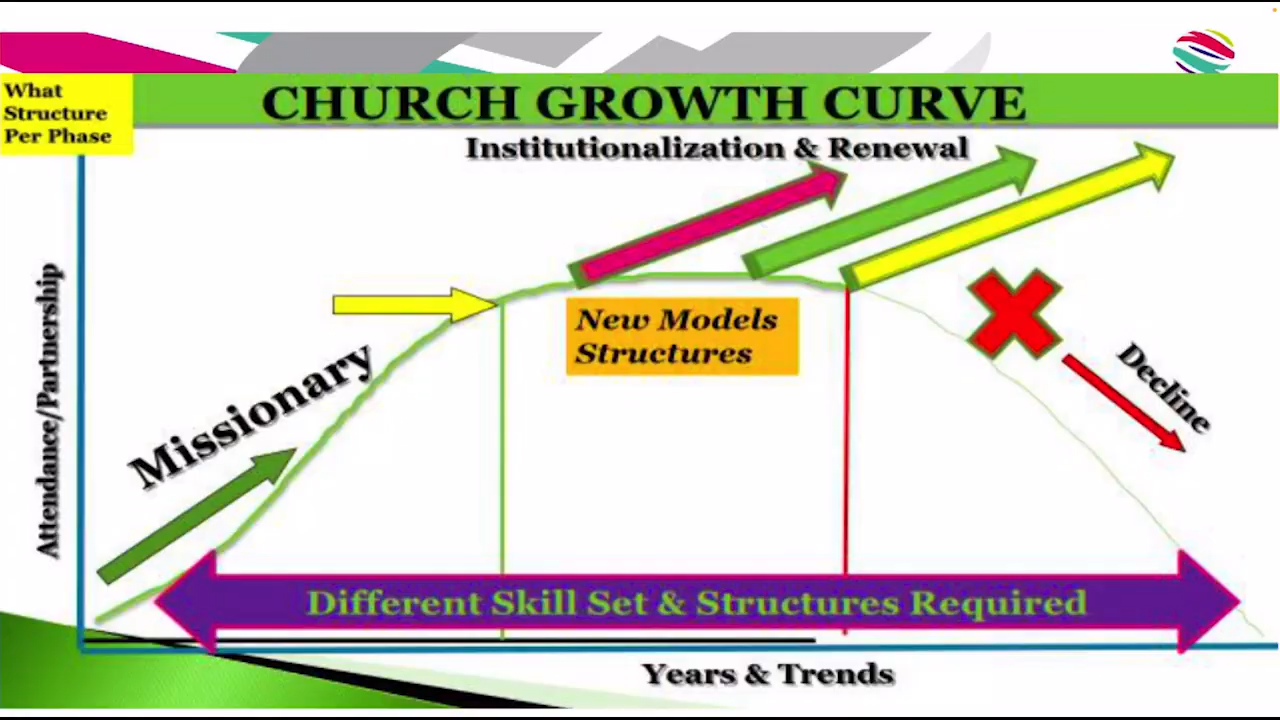 What
Structure
Per Phase
CHURCH GROWTH CURVE
Institutionalization & Renewal
Attendance/Partnership
Missionary
New Models
Structures
Decline
Different Skill Set & Structures Required
Years & Trends